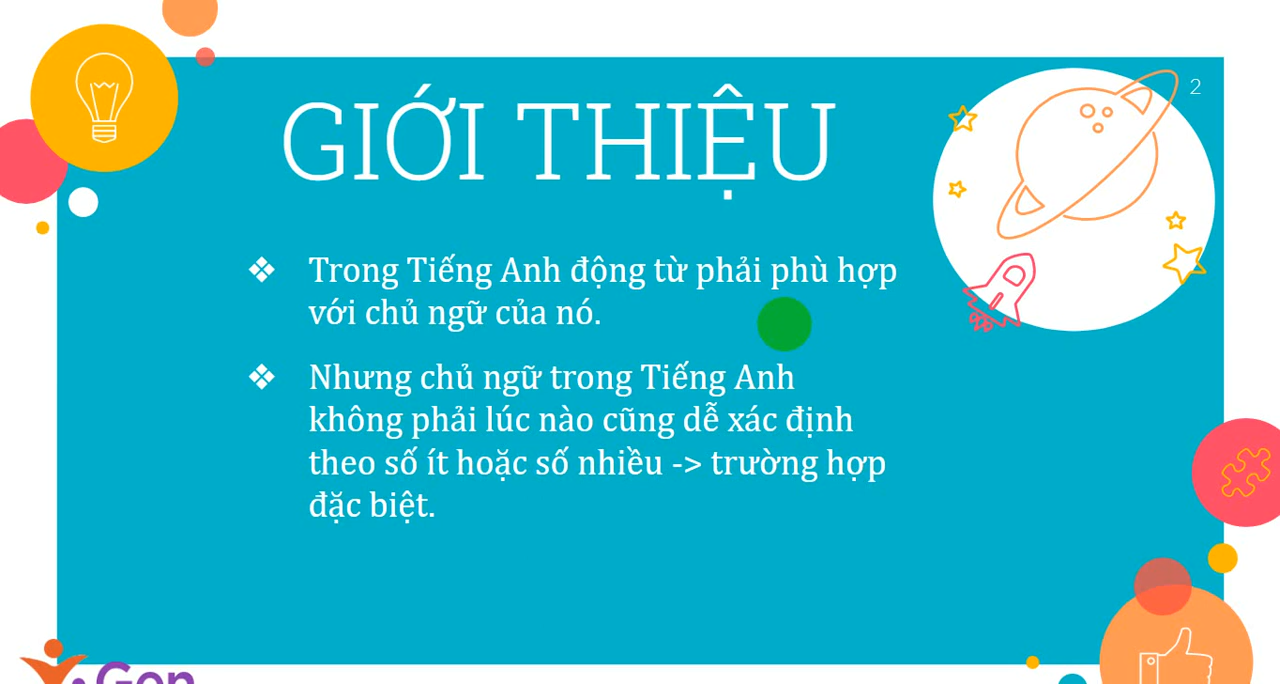 2
GIỚI THIỆU
❖ Trong Tiếng Anh động từ phải phù hợp
với chủ ngữ của nó.
❖ Nhưng chủ ngữ trong Tiếng Anh
không phải lúc nào cũng dễ xác định
theo số ít hoặc số nhiều -> trường hợp
đặc biệt.